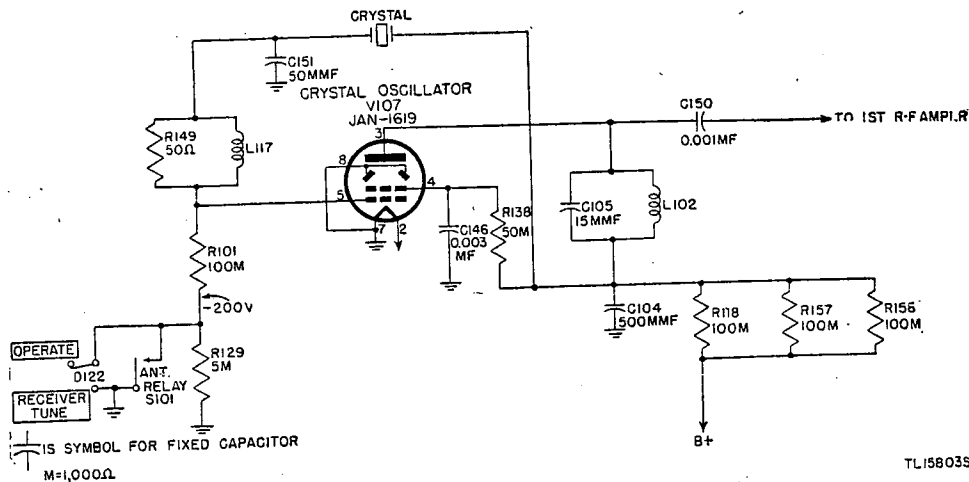 CRYSTAL
C151
50MMF
CRYSTAL OSCILLATOR
V107
JAN-1619
3
8
5
4
7
2
R149
50Ω
L117
C150
0.001MF
TO 1ST R-F AMPLR
C105
15MMF
L102
R138
50M
C146
0.003
MF
R101
100M
-200V
C104
500MMF
R118
100M
R157
100M
R156
100M
OPERATE
D122
RECEIVER
TUNE
ANT.
RELAY
S101
R129
5M
B+
IS SYMBOL FOR FIXED CAPACITOR
M=1,000Ω
TL15803S